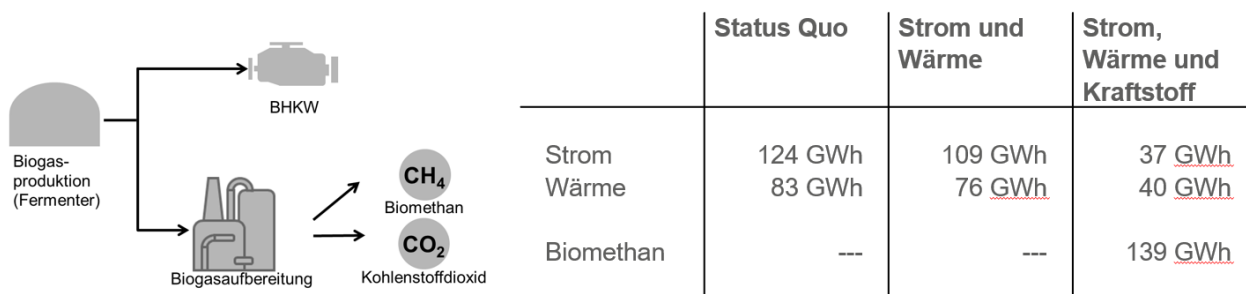 BHKW
Biogas-
produktion
(Fermenter)
CH4
Biomethan
CO2
Biogasaufbereitung
Kohlenstoffdioxid
Status Quo
Strom und
Wärme
Strom,
Wärme und
Kraftstoff
Strom 124 GWh 109 GWh 37 GWh
Wärme 83 GWh 76 GWh 40 GWh
Biomethan --- --- 139 GWh